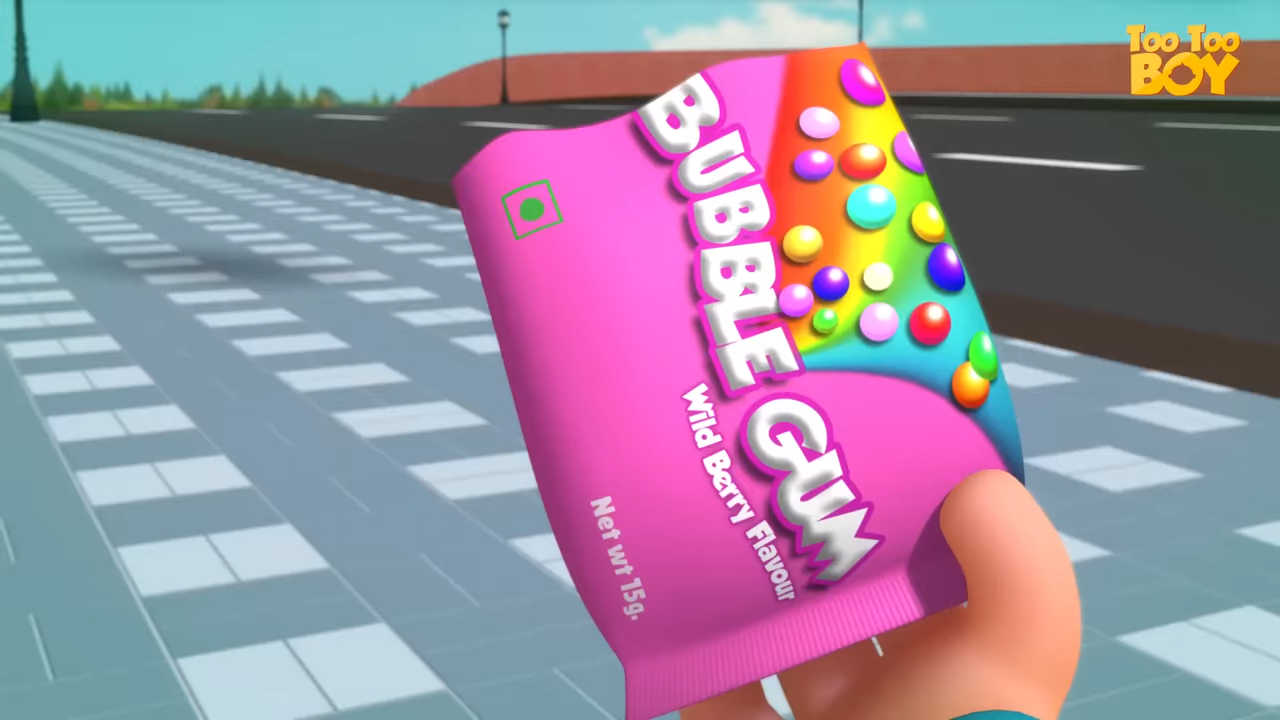 Too Too
BOY
BUBBLE GUM
Wild Berry Flavour
Net wt 15g.